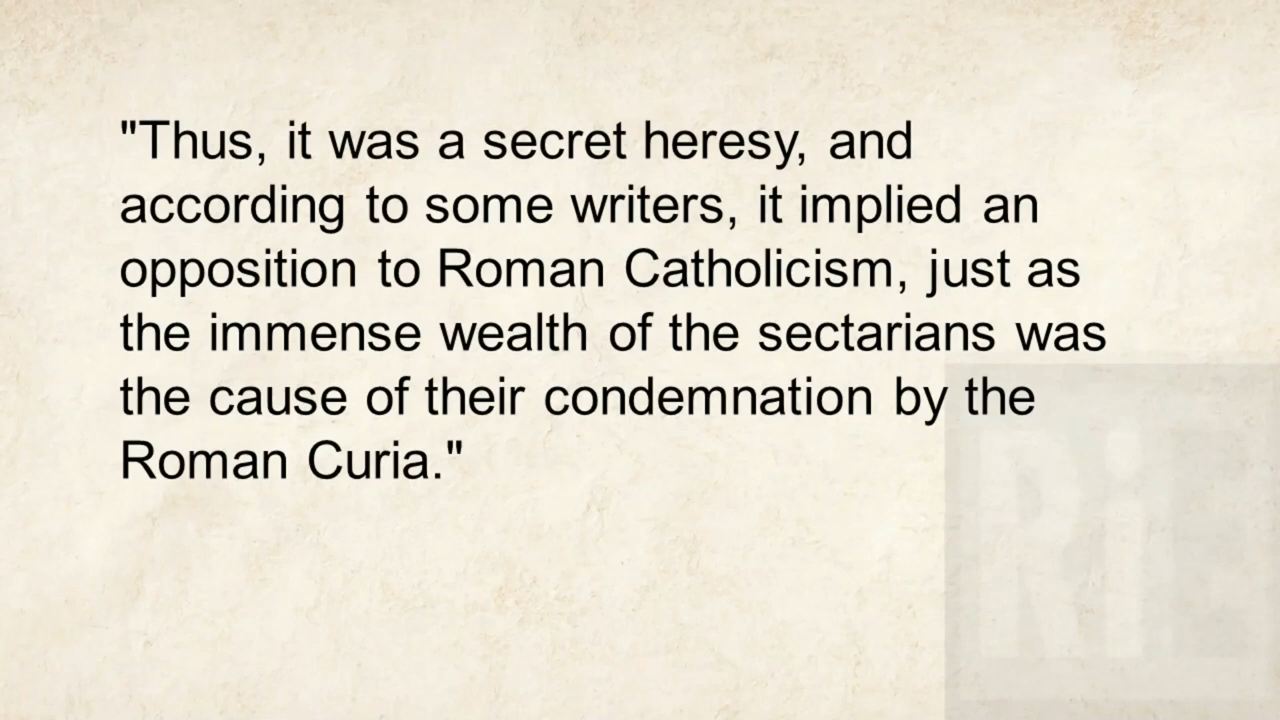 "Thus, it was a secret heresy, and
according to some writers, it implied an
opposition to Roman Catholicism, just as
the immense wealth of the sectarians was
the cause of their condemnation by the
Roman Curia."
RiE